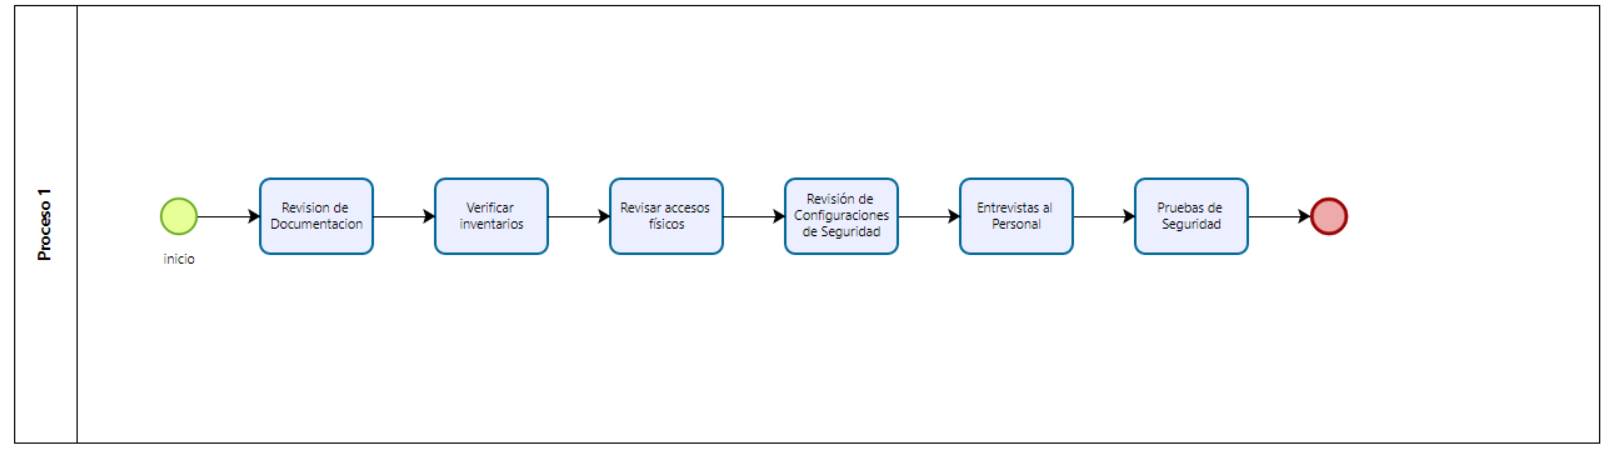 Proceso 1
inicio
Revision de
Documentacion
Verificar
inventarios
Revisar accesos
físicos
Revisión de
Configuraciones
de Seguridad
Entrevistas al
Personal
Pruebas de
Seguridad